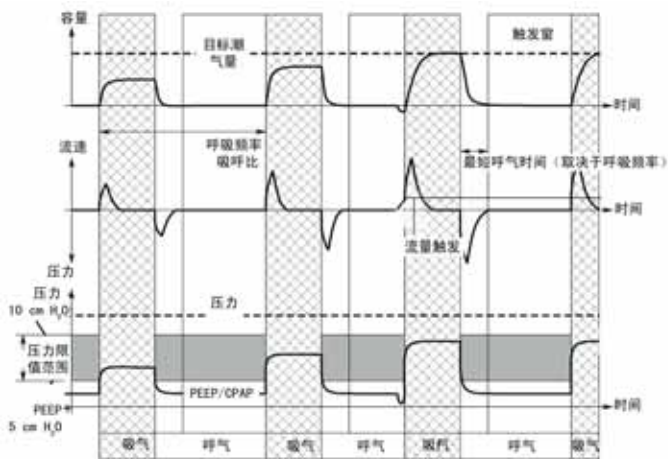 容量
目标潮
气量
触发窗
时间
呼吸频率
吸呼比
流速
最短呼气时间（取决于呼吸频率）
时间
流量触发
压力
压力
10 cm H₂O
压力
压力限
值范围
PEEP/CPAP
PEEP
5 cm H₂O
时间
吸气
呼气
吸气
呼气
吸气
呼气
吸气